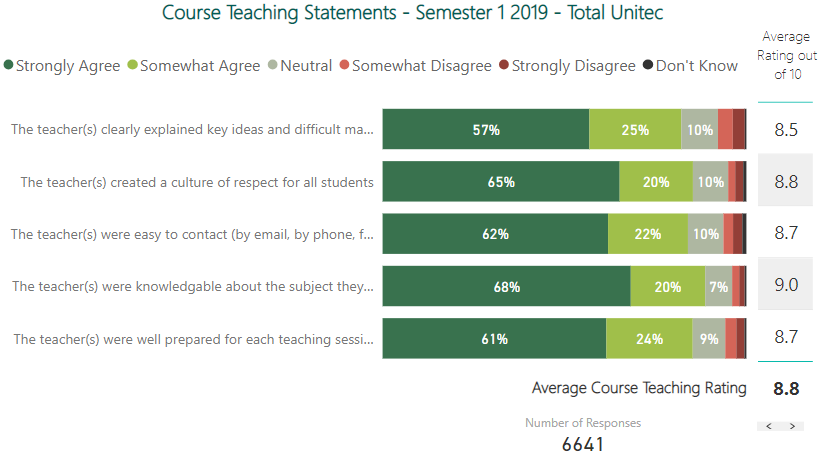 Course Teaching Statements - Semester 1 2019 - Total Unitec
Average
Rating out
of 10
Strongly Agree Somewhat Agree Neutral Somewhat Disagree Strongly Disagree Don't Know
The teacher(s) clearly explained key ideas and difficult ma... 57% 25% 10% 8.5
The teacher(s) created a culture of respect for all students 65% 20% 10% 8.8
The teacher(s) were easy to contact (by email, by phone, f... 62% 22% 10% 8.7
The teacher(s) were knowledgable about the subject they... 68% 20% 7% 9.0
The teacher(s) were well prepared for each teaching sessi... 61% 24% 9% 8.7
Average Course Teaching Rating 8.8
Number of Responses
6641